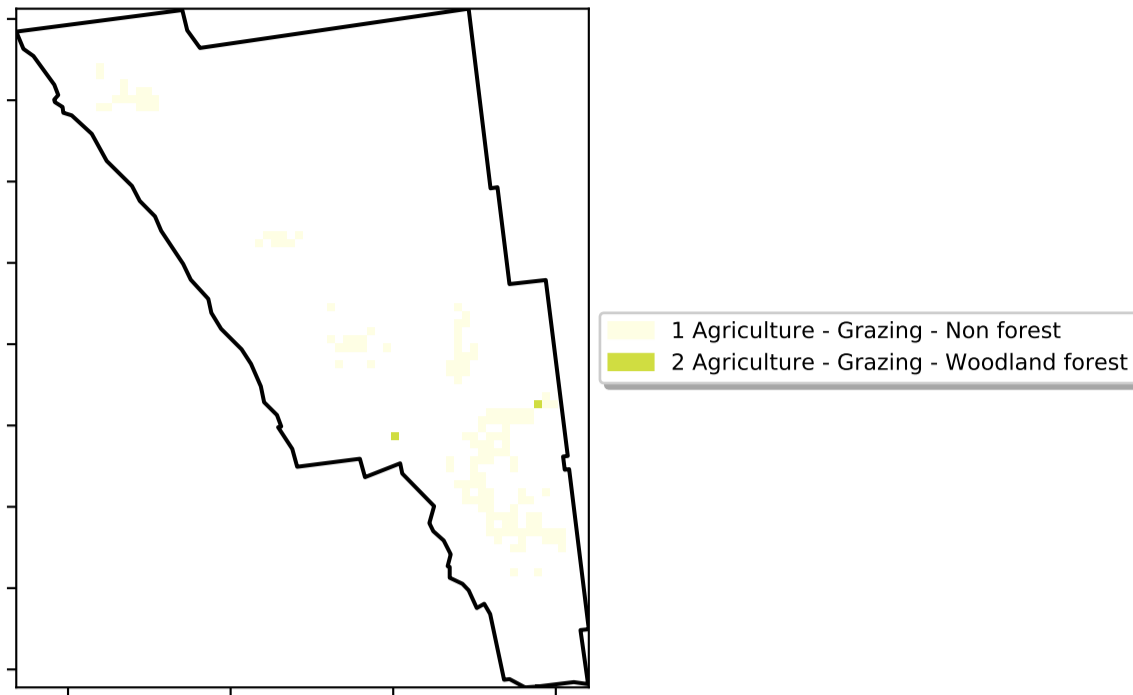 1 Agriculture - Grazing - Non forest
2 Agriculture - Grazing - Woodland forest